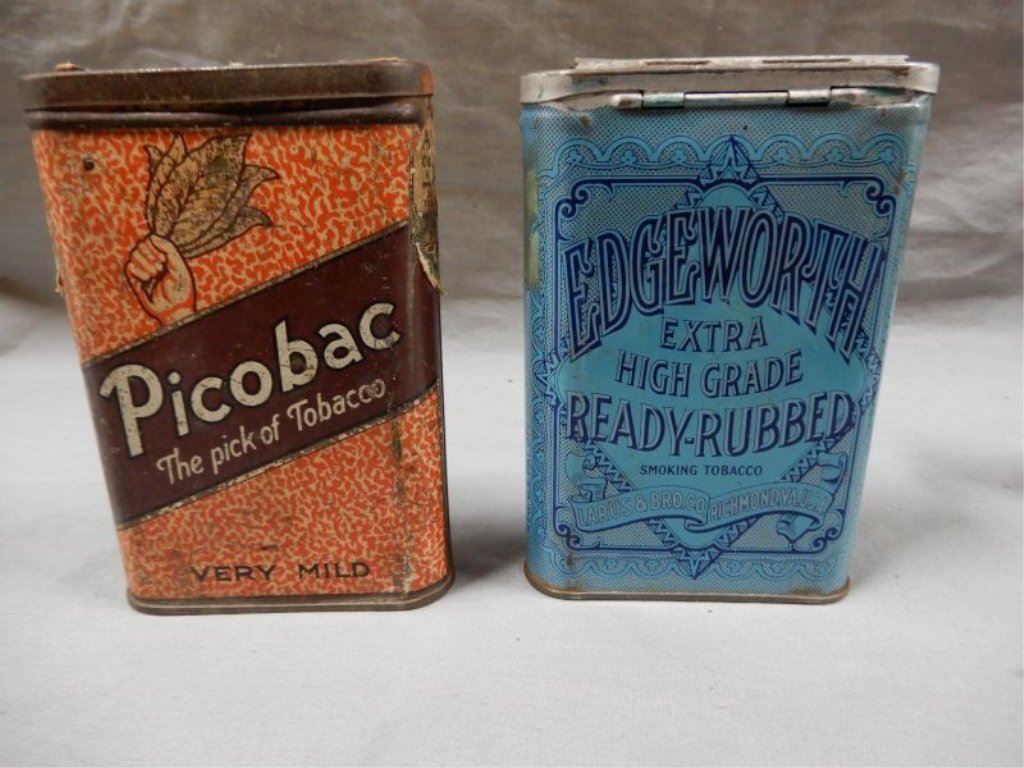 Picobac
The pick of Tobacco
VERY MILD
EDGEWORTH
EXTRA
HIGH GRADE
READY-RUBBED
SMOKING TOBACCO
LARUS & BRO. CO. RICHMOND, VA. U.S.A.